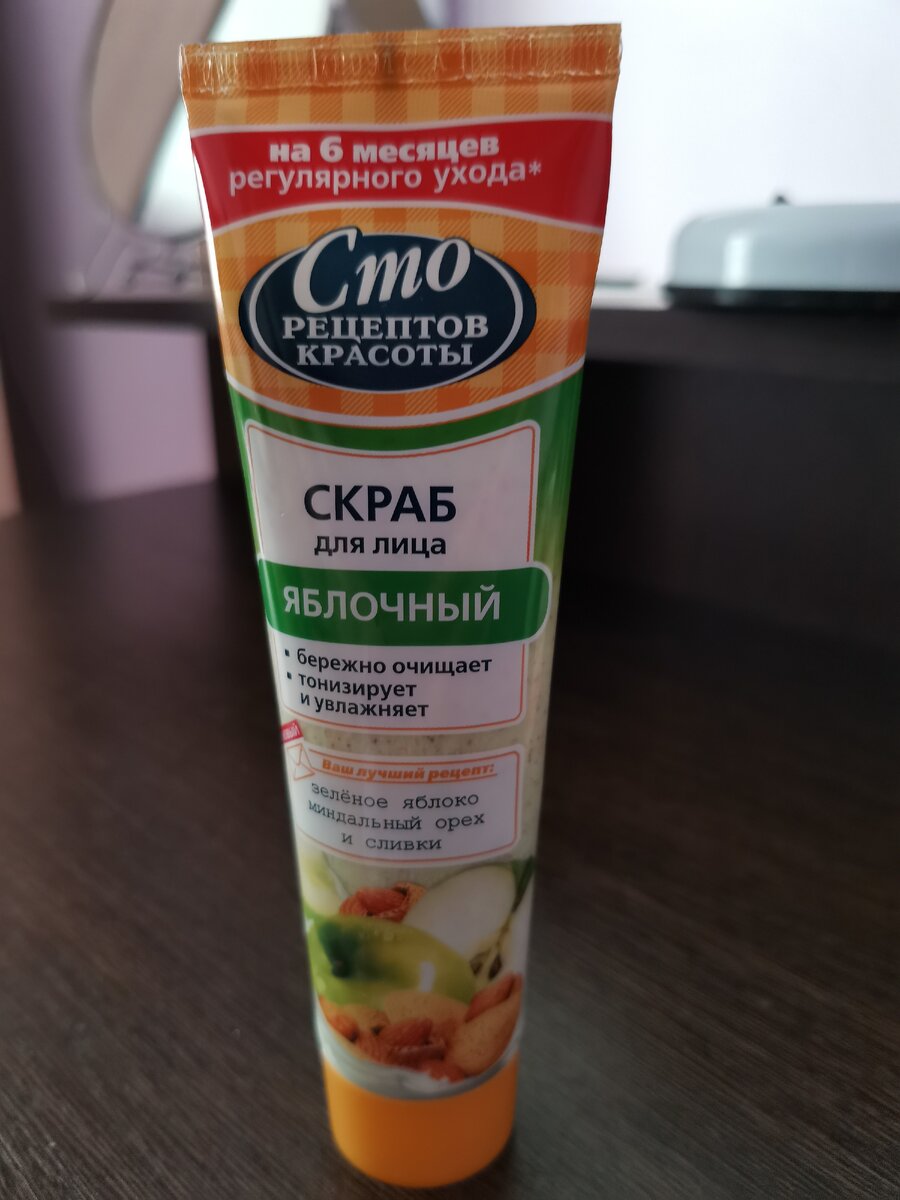 на 6 месяцев
регулярного ухода*
Сто
РЕЦЕПТОВ
КРАСОТЫ
СКРАБ
для лица
ЯБЛОЧНЫЙ
▪ бережно очищает
▪ тонизирует
и увлажняет
Ваш лучший рецепт:
зелёное яблоко
миндальный орех
и сливки